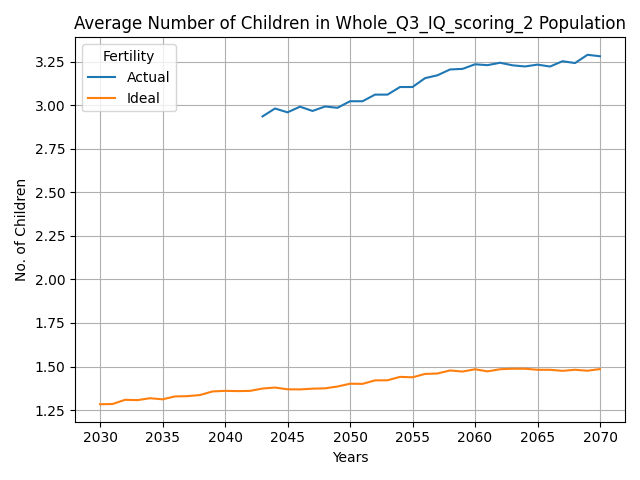 Average Number of Children in Whole_Q3_IQ_scoring_2 Population
Fertility
Actual
Ideal
No. of Children
3.25
3.00
2.75
2.50
2.25
2.00
1.75
1.50
1.25
2030 2035 2040 2045 2050 2055 2060 2065 2070
Years